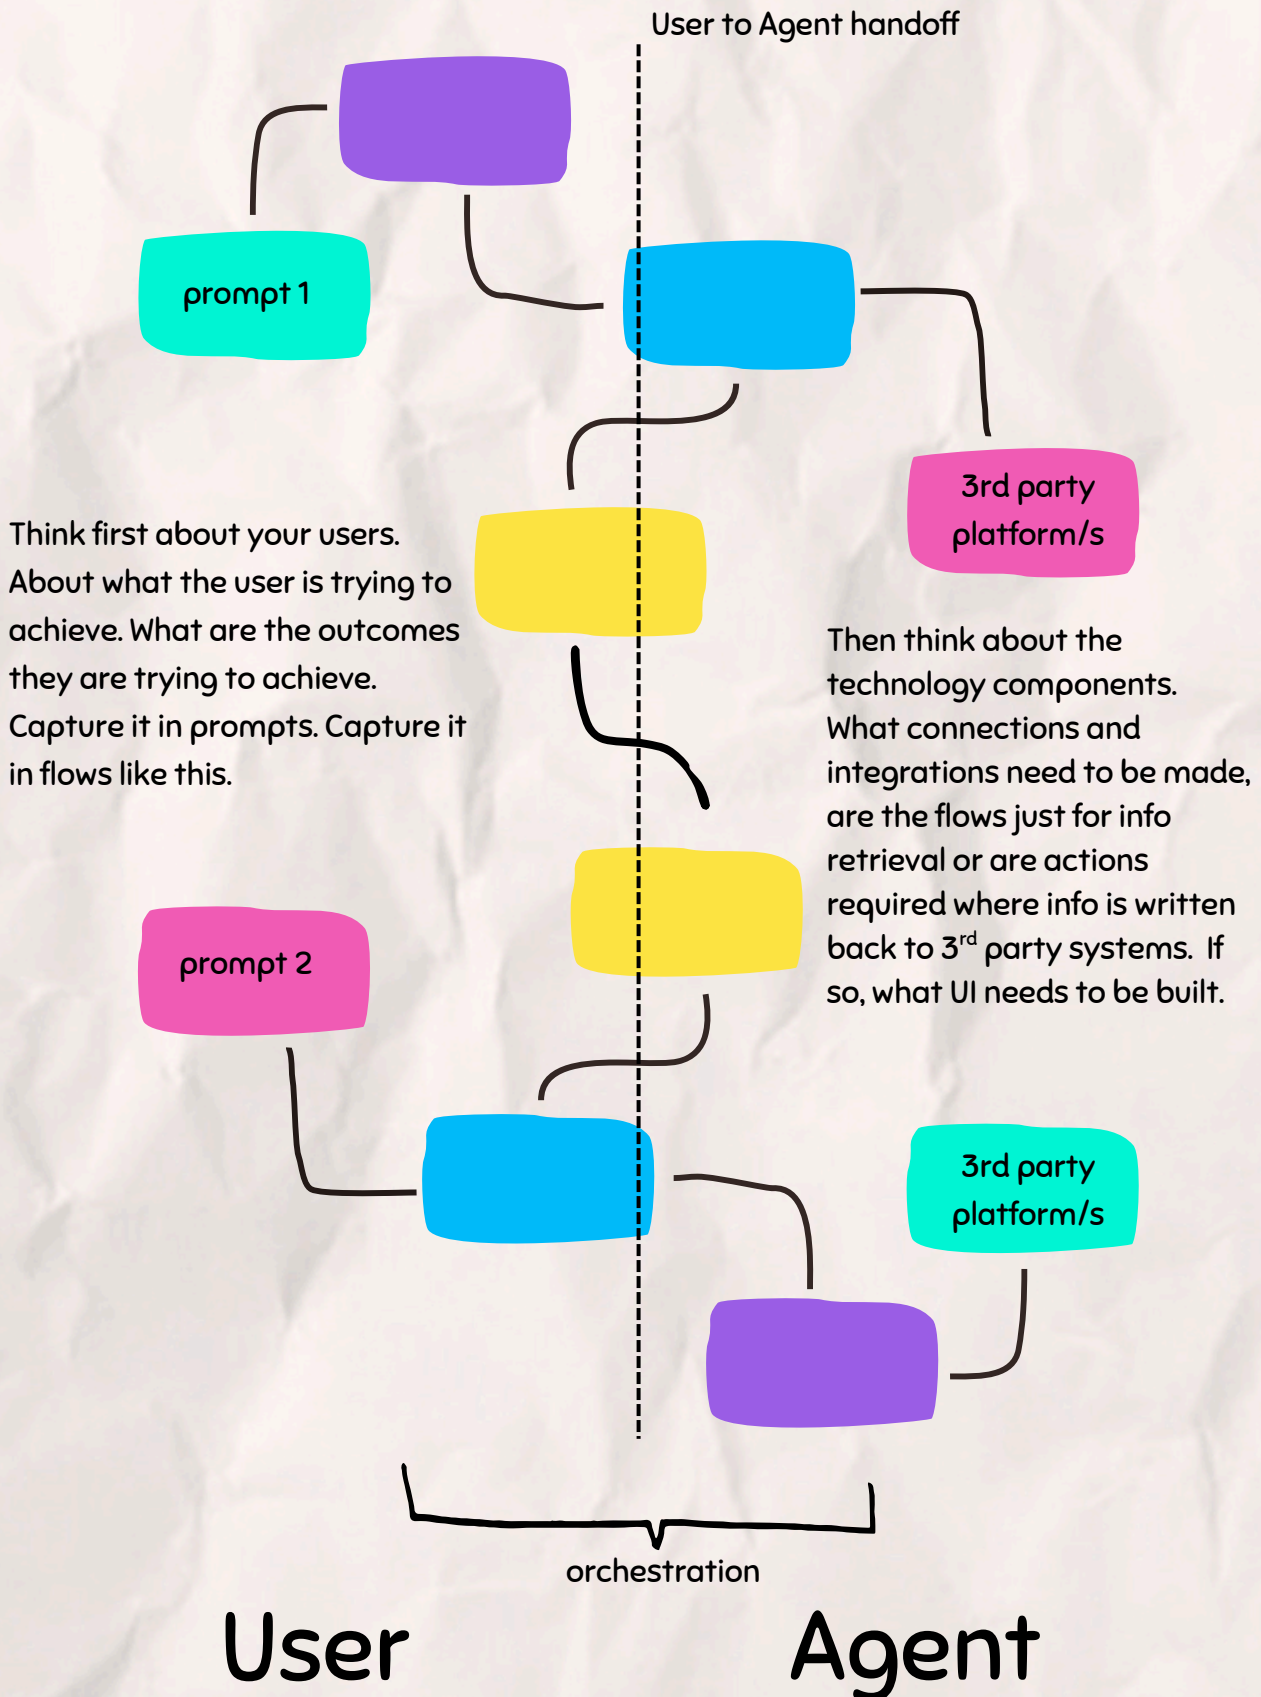 User to Agent handoff
prompt 1
3rd party
platform/s
Think first about your users.
About what the user is trying to
achieve. What are the outcomes
they are trying to achieve.
Capture it in prompts. Capture it
in flows like this.
Then think about the
technology components.
What connections and
integrations need to be made,
are the flows just for info
retrieval or are actions
required where info is written
back to 3rd party systems. If
so, what UI needs to be built.
prompt 2
3rd party
platform/s
orchestration
User
Agent